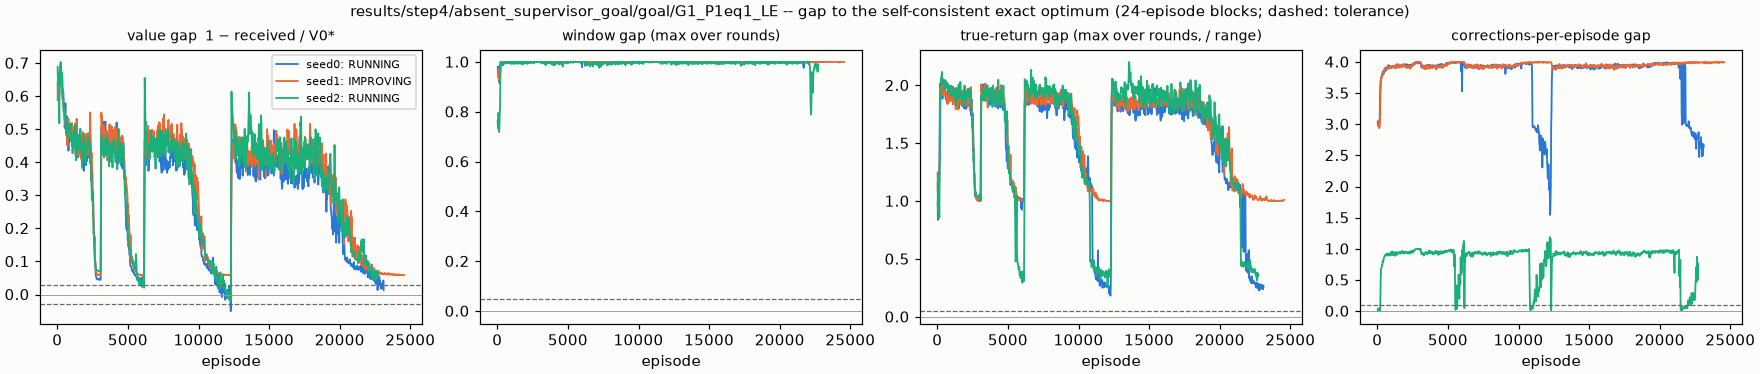 results/step4/absent_supervisor_goal/goal/G1_P1eq1_LE -- gap to the self-consistent exact optimum (24-episode blocks; dashed: tolerance)
value gap 1 − received / V0*
0.7
0.6
0.5
0.4
0.3
0.2
0.1
0.0
seed0: RUNNING
seed1: IMPROVING
seed2: RUNNING
0 5000 10000 15000 20000 25000
episode
window gap (max over rounds)
1.0
0.8
0.6
0.4
0.2
0.0
0 5000 10000 15000 20000 25000
episode
true-return gap (max over rounds, / range)
2.0
1.5
1.0
0.5
0.0
0 5000 10000 15000 20000 25000
episode
corrections-per-episode gap
4.0
3.5
3.0
2.5
2.0
1.5
1.0
0.5
0.0
0 5000 10000 15000 20000 25000
episode